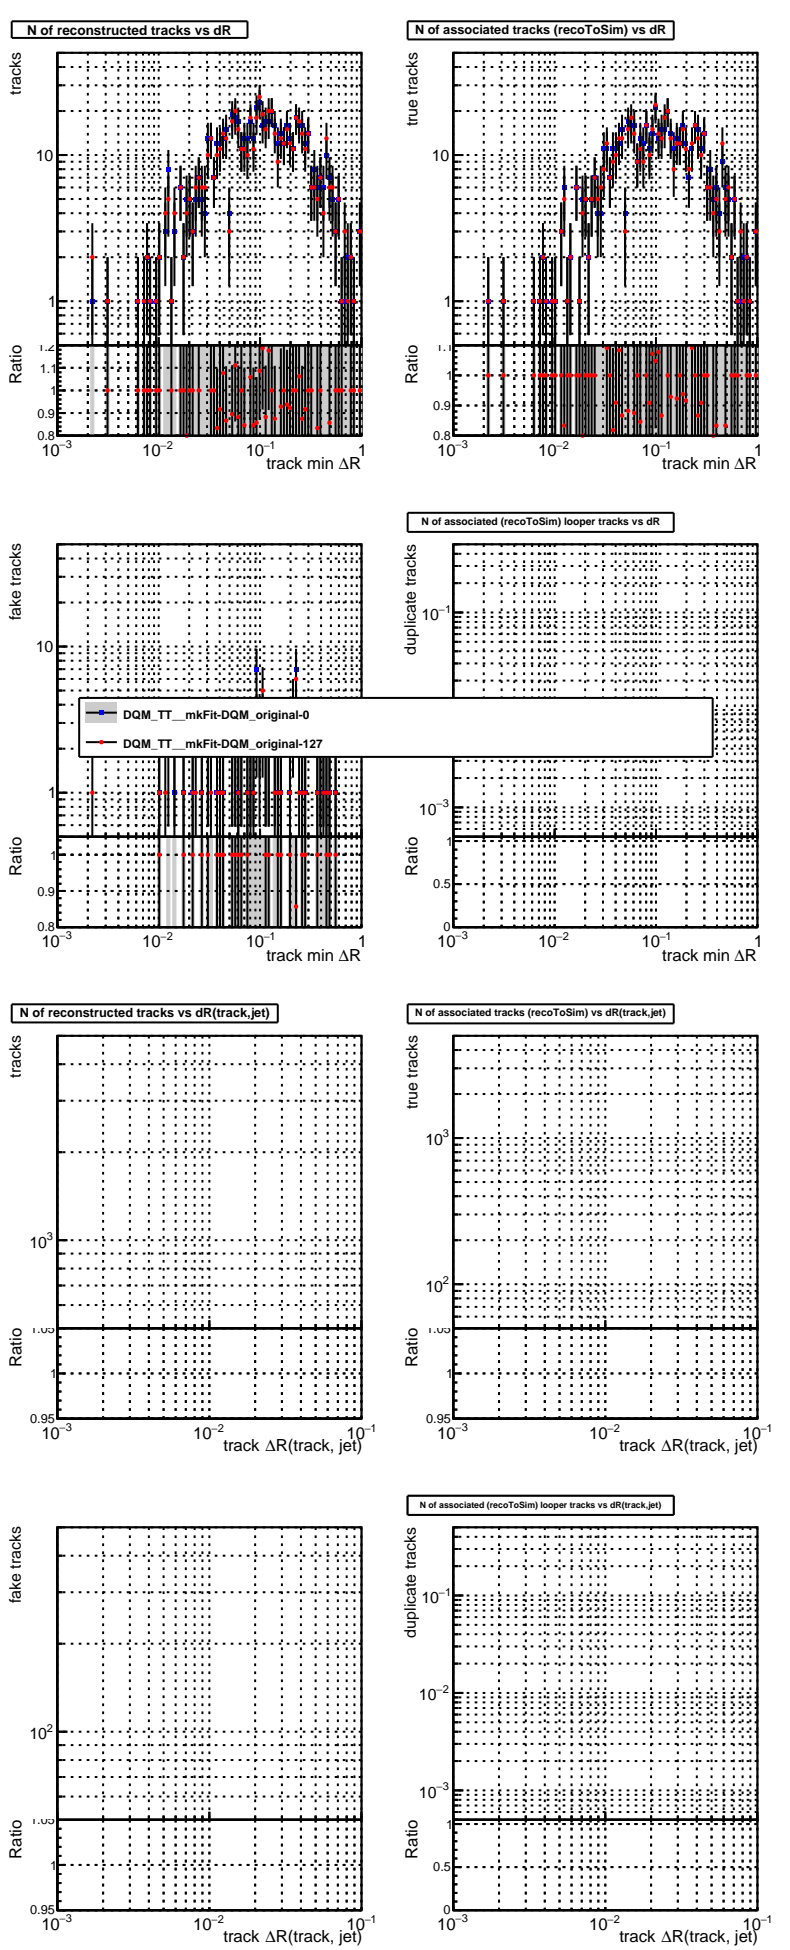 N of reconstructed tracks vs dR
tracks
10
1
Ratio
1.2
1.1
1
0.9
0.8
10−3 10−2 10−1 1
track min ΔR
N of associated tracks (recoToSim) vs dR
true tracks
10
1
Ratio
1.1
1
0.9
0.8
10−3 10−2 10−1 1
track min ΔR
fake tracks
10
1
Ratio
1
0.9
0.8
10−3 10−2 10−1 1
track min ΔR
N of associated (recoToSim) looper tracks vs dR
duplicate tracks
10−1
10−3
Ratio
1
0.5
0
10−3 10−2 10−1 1
track min ΔR
DQM_TT__mkFit-DQM_original-0
DQM_TT__mkFit-DQM_original-127
N of reconstructed tracks vs dR(track,jet)
tracks
103
Ratio
1.05
1
0.95
10−3 10−2 10−1
track ΔR(track, jet)
N of associated tracks (recoToSim) vs dR(track,jet)
true tracks
103
102
Ratio
1.05
1
0.95
10−3 10−2 10−1
track ΔR(track, jet)
fake tracks
102
Ratio
1.05
1
0.95
10−3 10−2 10−1
track ΔR(track, jet)
N of associated (recoToSim) looper tracks vs dR(track,jet)
duplicate tracks
10−1
10−2
10−3
Ratio
1
0.5
0
10−3 10−2 10−1
track ΔR(track, jet)